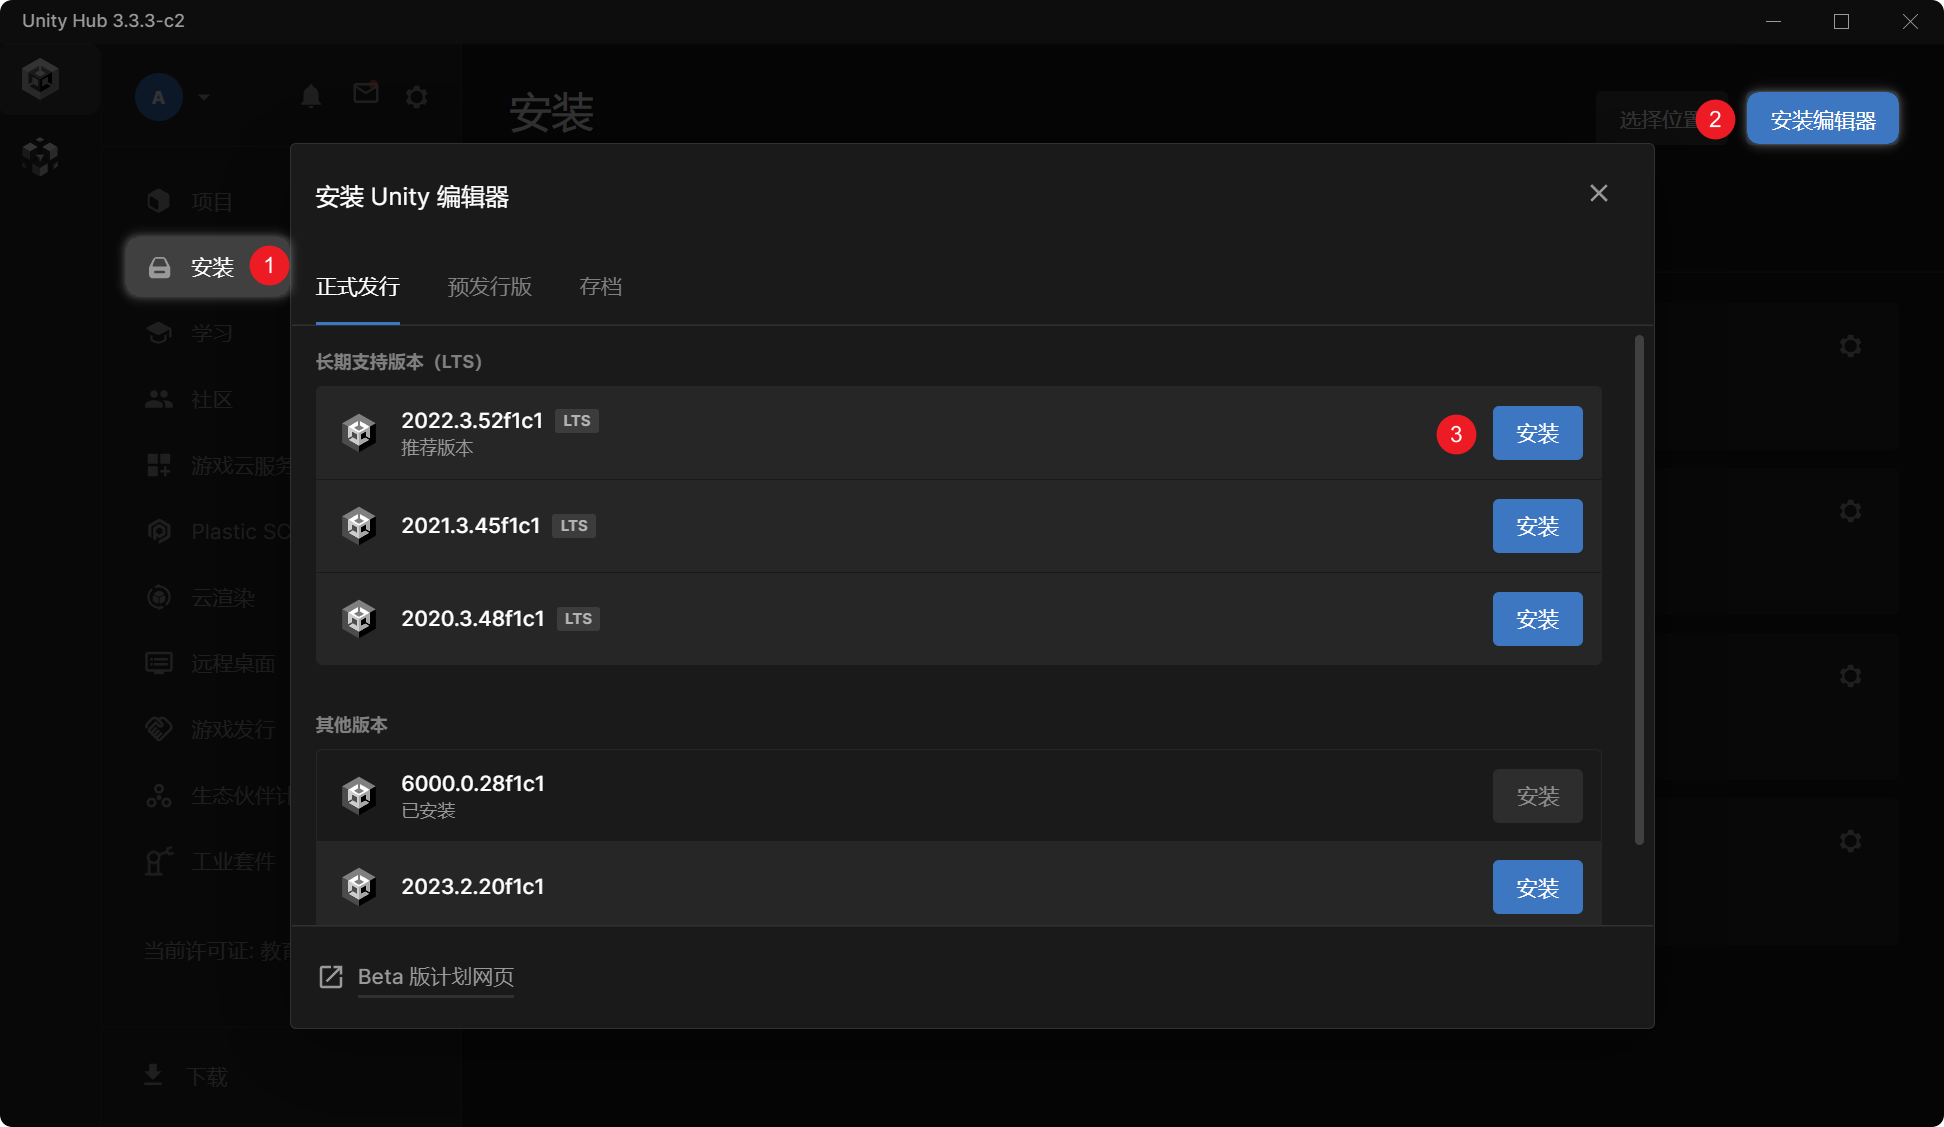 Unity Hub 3.3.3-c2
A
安装
选择位置
2
安装编辑器
项目
安装
1
学习
社区
游戏云服务
Plastic SC
云渲染
远程桌面
游戏发行
生态伙伴计
工业套件
当前许可证: 教育
下载
安装 Unity 编辑器
正式发行
预发行版
存档
长期支持版本（LTS）
2022.3.52f1c1
LTS
推荐版本
3
安装
2021.3.45f1c1
LTS
安装
2020.3.48f1c1
LTS
安装
其他版本
6000.0.28f1c1
已安装
安装
2023.2.20f1c1
安装
Beta 版计划网页